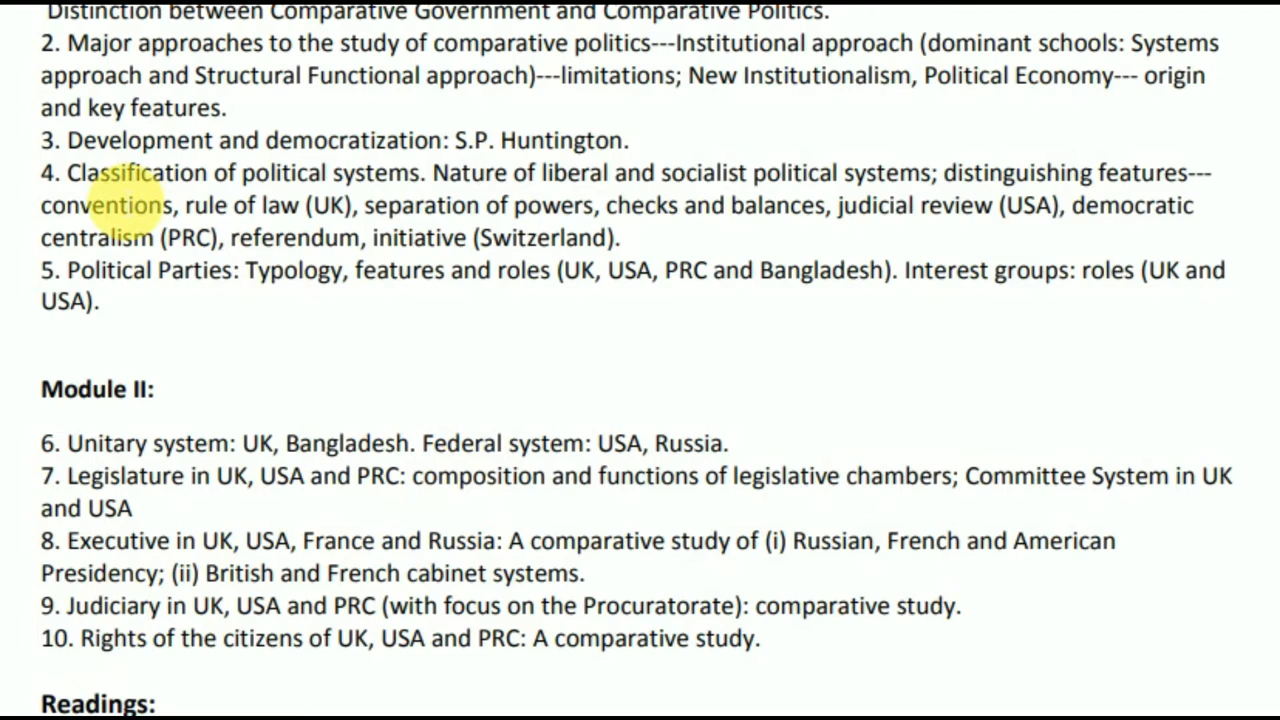 Distinction between Comparative Government and Comparative Politics.
2. Major approaches to the study of comparative politics---Institutional approach (dominant schools: Systems
approach and Structural Functional approach)---limitations; New Institutionalism, Political Economy--- origin
and key features.
3. Development and democratization: S.P. Huntington.
4. Classification of political systems. Nature of liberal and socialist political systems; distinguishing features---
conventions, rule of law (UK), separation of powers, checks and balances, judicial review (USA), democratic
centralism (PRC), referendum, initiative (Switzerland).
5. Political Parties: Typology, features and roles (UK, USA, PRC and Bangladesh). Interest groups: roles (UK and
USA).
Module II:
6. Unitary system: UK, Bangladesh. Federal system: USA, Russia.
7. Legislature in UK, USA and PRC: composition and functions of legislative chambers; Committee System in UK
and USA
8. Executive in UK, USA, France and Russia: A comparative study of (i) Russian, French and American
Presidency; (ii) British and French cabinet systems.
9. Judiciary in UK, USA and PRC (with focus on the Procuratorate): comparative study.
10. Rights of the citizens of UK, USA and PRC: A comparative study.
Readings: